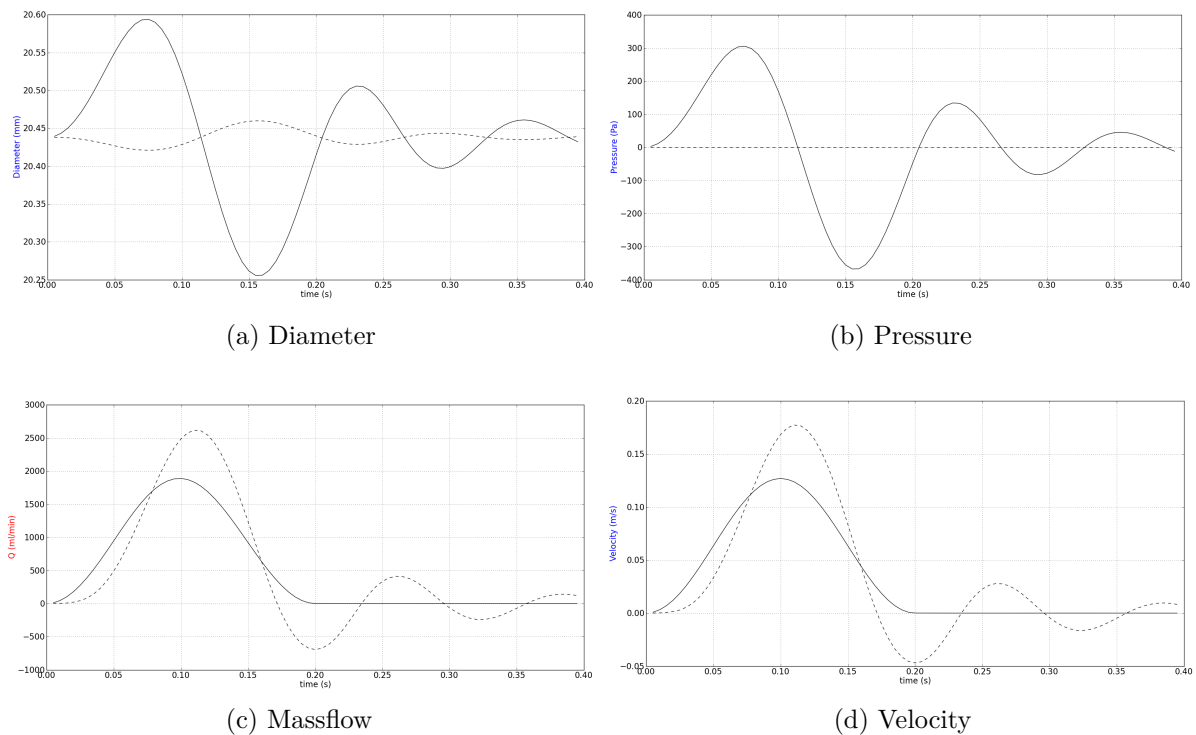 20.60
20.55
20.50
20.45
20.40
20.35
20.30
20.25
Diameter (mm)
0.00 0.05 0.10 0.15 0.20 0.25 0.30 0.35 0.40
time (s)
(a) Diameter
400
300
200
100
0
−100
−200
−300
−400
Pressure (Pa)
0.00 0.05 0.10 0.15 0.20 0.25 0.30 0.35 0.40
time (s)
(b) Pressure
3000
2500
2000
1500
1000
500
0
−500
−1000
Q (ml/min)
0.00 0.05 0.10 0.15 0.20 0.25 0.30 0.35 0.40
time (s)
(c) Massflow
0.20
0.15
0.10
0.05
0.00
−0.05
Velocity (m/s)
0.00 0.05 0.10 0.15 0.20 0.25 0.30 0.35 0.40
time (s)
(d) Velocity